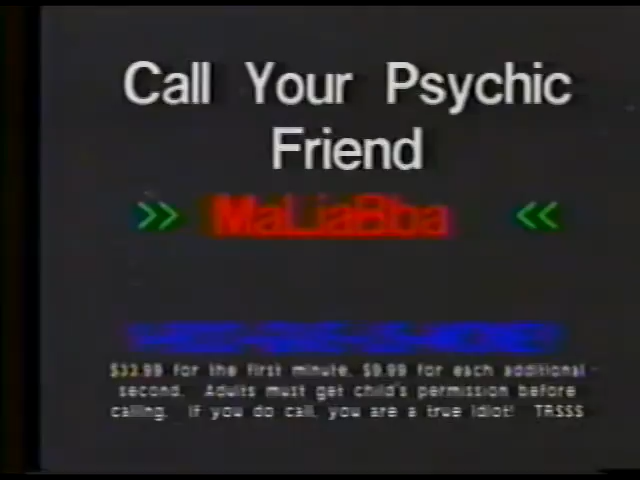 Call Your Psychic
Friend
>> MaLiaBba <<
$33.99 for the first minute, $9.99 for each additional
second. Adults must get child's permission before
calling. If you do call, you are a true idiot! TRSSS